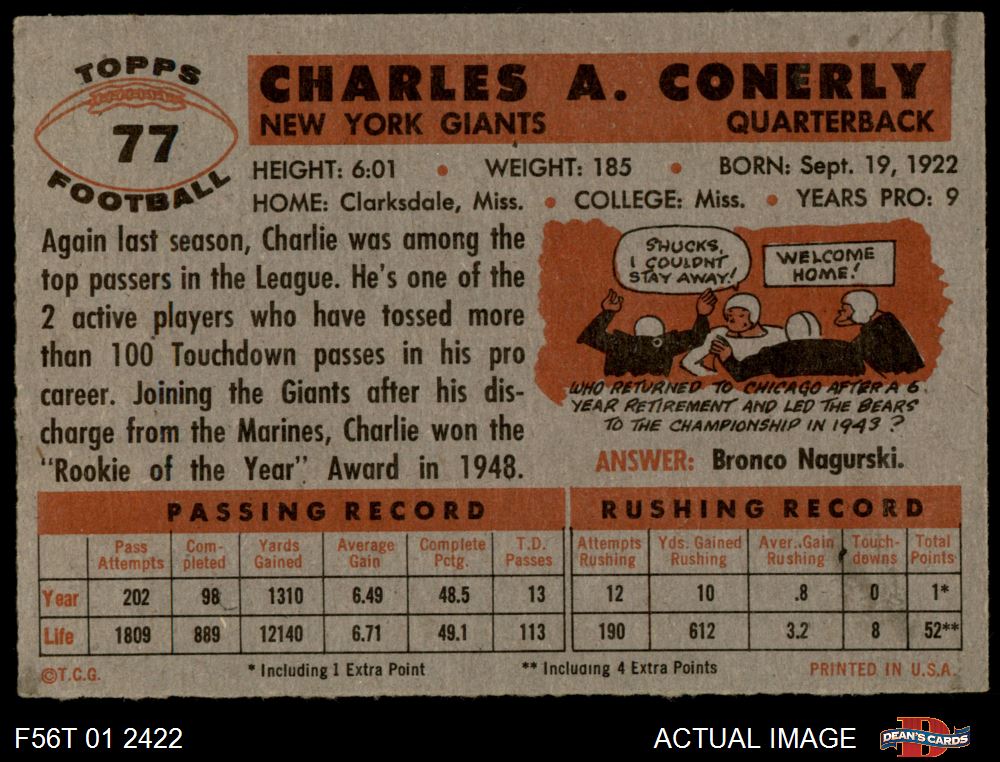 TOPPS
77
FOOTBALL
CHARLES A. CONERLY
NEW YORK GIANTS QUARTERBACK
HEIGHT: 6:01 • WEIGHT: 185 • BORN: Sept. 19, 1922
HOME: Clarksdale, Miss. • COLLEGE: Miss. • YEARS PRO: 9
Again last season, Charlie was among the
top passers in the League. He's one of the
2 active players who have tossed more
than 100 Touchdown passes in his pro
career. Joining the Giants after his dis-
charge from the Marines, Charlie won the
"Rookie of the Year" Award in 1948.
SHUCKS,
I COULDNT
STAY AWAY!
WELCOME
HOME!
WHO RETURNED TO CHICAGO AFTER A 6
YEAR RETIREMENT AND LED THE BEARS
TO THE CHAMPIONSHIP IN 1943?
ANSWER: Bronco Nagurski.
PASSING RECORD
Pass Attempts Com-pleted Yards Gained Average Gain Complete Pctg. T.D. Passes
Year 202 98 1310 6.49 48.5 13
Life 1809 889 12140 6.71 49.1 113
RUSHING RECORD
Attempts Rushing Yds. Gained Rushing Aver. Gain Rushing Touch-downs Total Points
12 10 .8 0 1*
190 612 3.2 8 52**
©T.C.G. * Including 1 Extra Point ** Including 4 Extra Points PRINTED IN U.S.A.
F56T 01 2422 ACTUAL IMAGE
D
DEAN'S CARDS